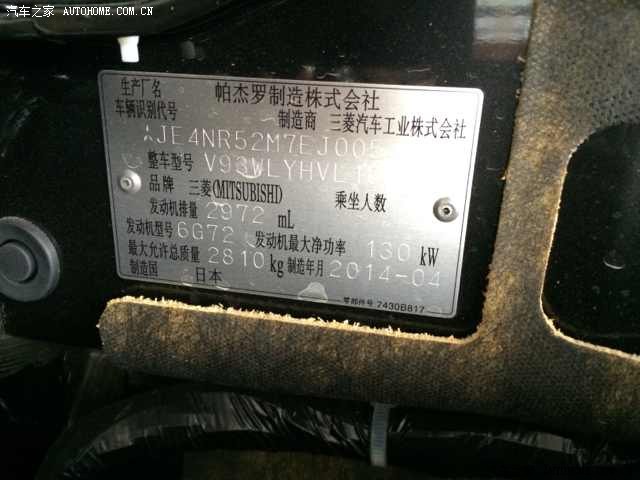 汽车之家 AUTOHOME.COM.CN
生产厂名 帕杰罗制造株式会社
车辆识别代号 制造商 三菱汽车工业株式会社
JE4NR52M7EJ005
整车型号
品牌 三菱(MITSUBISHI) 乘坐人数
发动机排量 2972 mL
发动机型号 6G72 发动机最大净功率 130 kW
最大允许总质量 2810 kg 制造年月 2014-04
制造国 日本
零部件号 7430B817